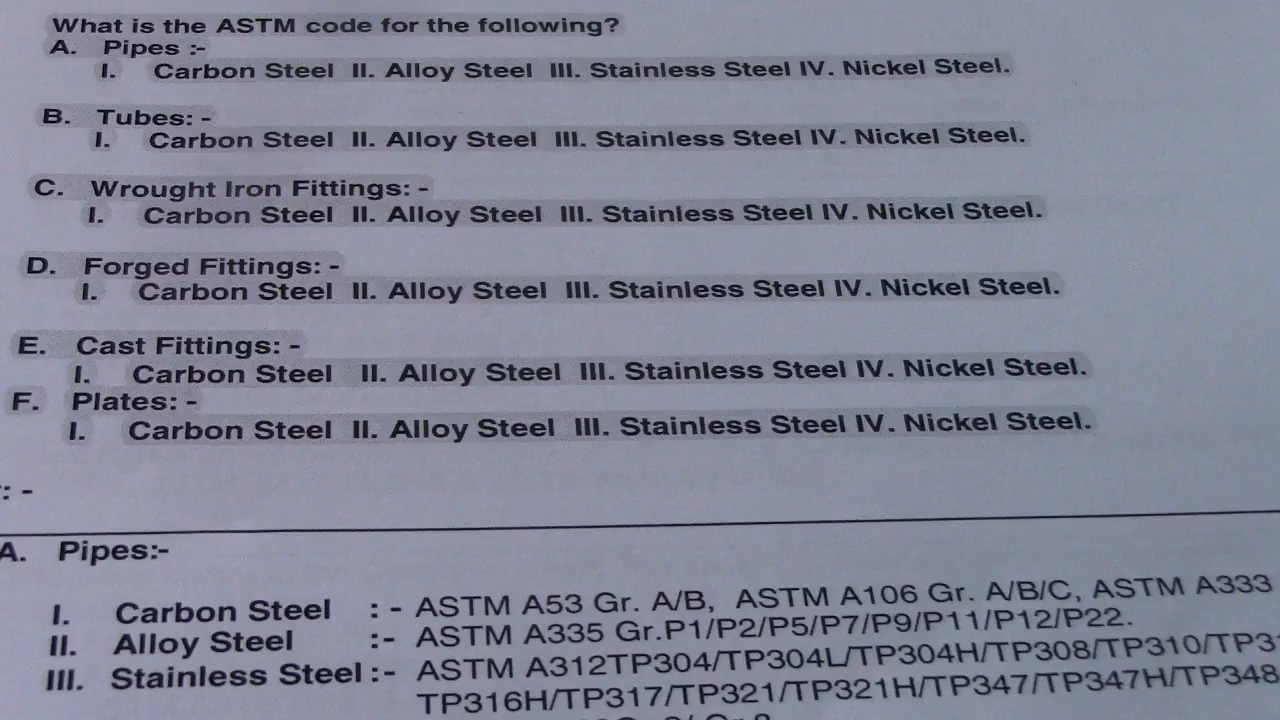 What is the ASTM code for the following?
A. Pipes :-
I. Carbon Steel II. Alloy Steel III. Stainless Steel IV. Nickel Steel.
B. Tubes: -
I. Carbon Steel II. Alloy Steel III. Stainless Steel IV. Nickel Steel.
C. Wrought Iron Fittings: -
I. Carbon Steel II. Alloy Steel III. Stainless Steel IV. Nickel Steel.
D. Forged Fittings: -
I. Carbon Steel II. Alloy Steel III. Stainless Steel IV. Nickel Steel.
E. Cast Fittings: -
I. Carbon Steel II. Alloy Steel III. Stainless Steel IV. Nickel Steel.
F. Plates: -
I. Carbon Steel II. Alloy Steel III. Stainless Steel IV. Nickel Steel.
: -
A. Pipes:-
I. Carbon Steel : - ASTM A53 Gr. A/B, ASTM A106 Gr. A/B/C, ASTM A333
II. Alloy Steel :- ASTM A335 Gr.P1/P2/P5/P7/P9/P11/P12/P22.
III. Stainless Steel :- ASTM A312TP304/TP304L/TP304H/TP308/TP310/TP3
TP316H/TP317/TP321/TP321H/TP347/TP347H/TP348